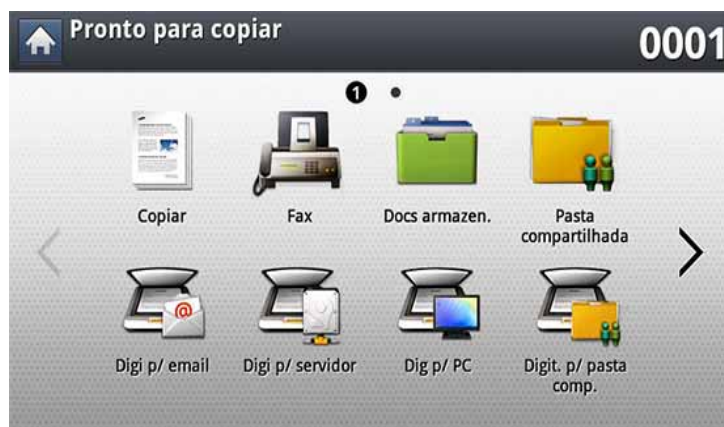 Pronto para copiar
0001
1
Copiar
Fax
Docs armazen.
Pasta
compartilhada
@
Digi p/ email
Digi p/ servidor
Dig p/ PC
Digit. p/ pasta
comp.